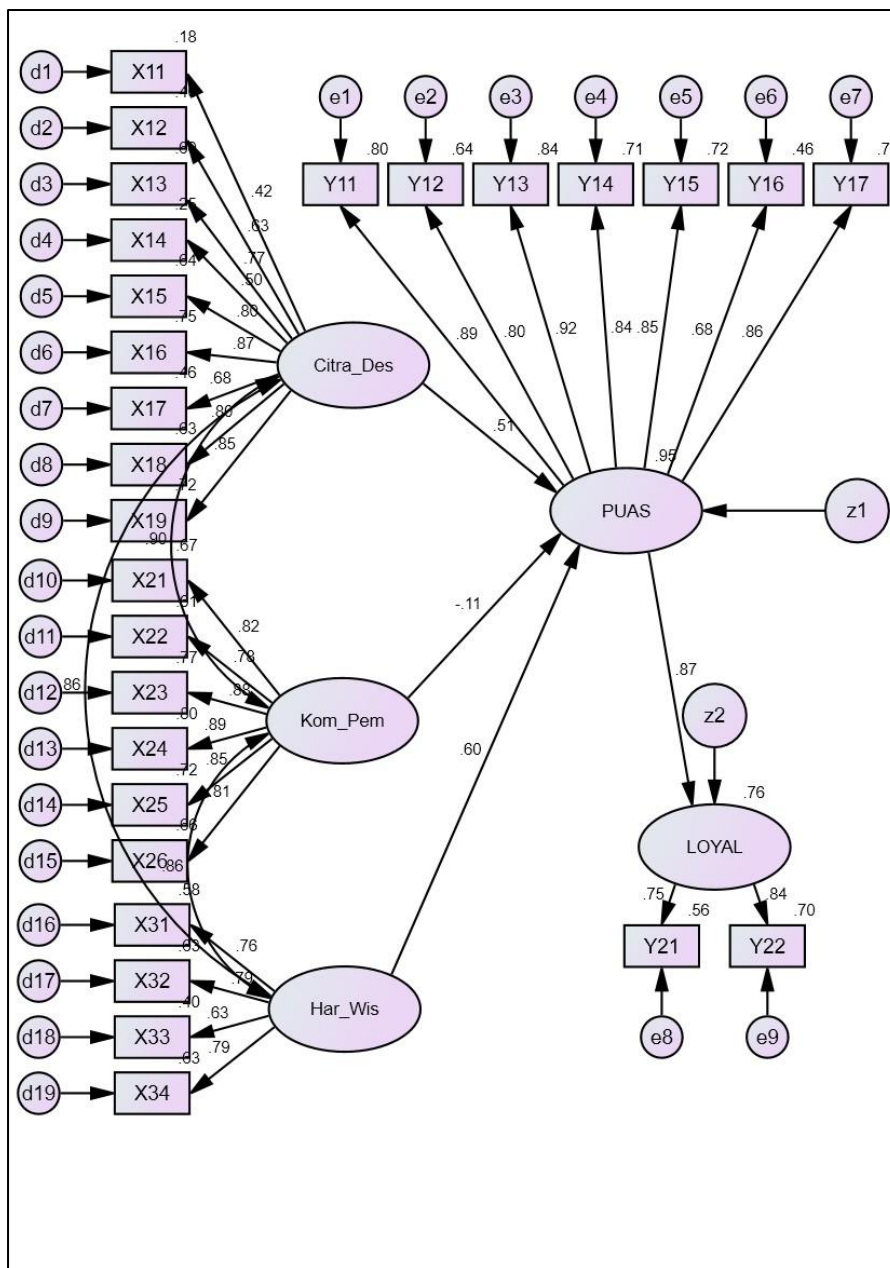 .18
d1 X11
d2 X12
d3 X13
.25
d4 X14
.64
d5 X15
.75
d6 X16
.46
d7 X17
.63
d8 X18
.72
d9 X19
.67
d10 X21
.61
d11 X22
.77
d12 X23
.80
d13 X24
.72
d14 X25
.66
d15 X26
.58
d16 X31
.63
d17 X32
.40
d18 X33
.63
d19 X34
.42
.63
.77
.50
.80
.87
.68
.80
.85
.90
.86
.86
Citra_Des
.82
.78
.88
.89
.85
.81
Kom_Pem
.76
.79
.63
.79
Har_Wis
e1 e2 e3 e4 e5 e6 e7
.80 .64 .84 .71 .72 .46 .7
Y11 Y12 Y13 Y14 Y15 Y16 Y17
.89 .80 .92 .84 .85 .68 .86
.51
-.11
.60
.95
PUAS
z1
.87
z2
.76
LOYAL
.75 .84
.56 .70
Y21 Y22
e8 e9